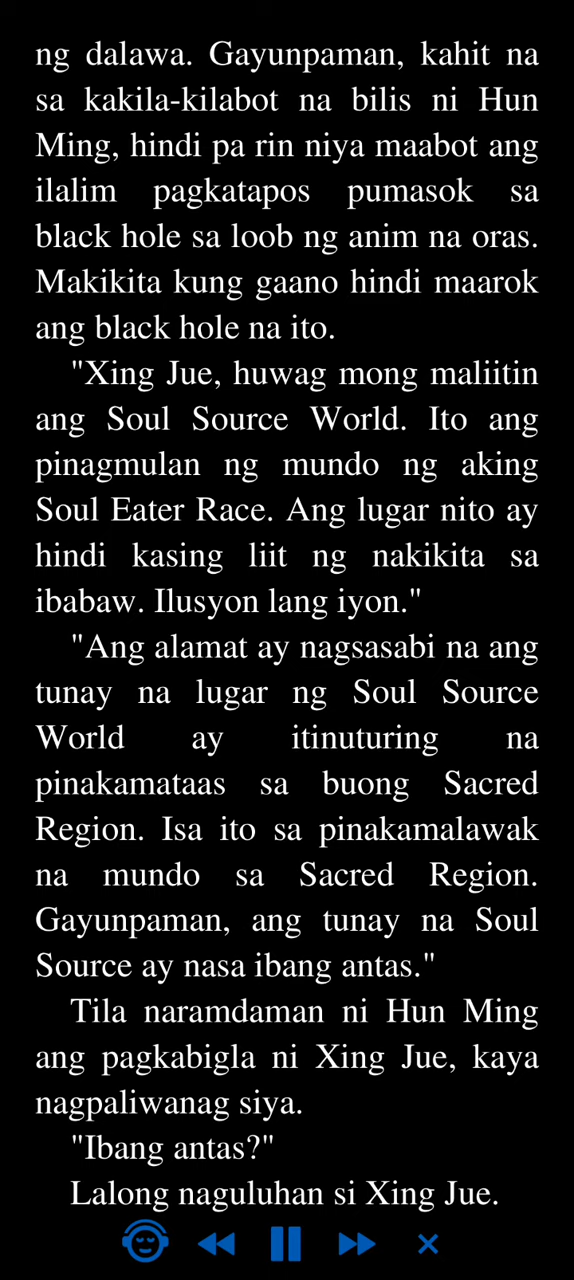 ng dalawa. Gayunpaman, kahit na
sa kakila-kilabot na bilis ni Hun
Ming, hindi pa rin niya maabot ang
ilalim pagkatapos pumasok sa
black hole sa loob ng anim na oras.
Makikita kung gaano hindi maarok
ang black hole na ito.
"Xing Jue, huwag mong maliitin
ang Soul Source World. Ito ang
pinagmulan ng mundo ng aking
Soul Eater Race. Ang lugar nito ay
hindi kasing liit ng nakikita sa
ibabaw. Ilusyon lang iyon."
"Ang alamat ay nagsasabi na ang
tunay na lugar ng Soul Source
World ay itinuturing na
pinakamataas sa buong Sacred
Region. Isa ito sa pinakamalawak
na mundo sa Sacred Region.
Gayunpaman, ang tunay na Soul
Source ay nasa ibang antas."
Tila naramdaman ni Hun Ming
ang pagkabigla ni Xing Jue, kaya
nagpaliwanag siya.
"Ibang antas?"
Lalong naguluhan si Xing Jue.